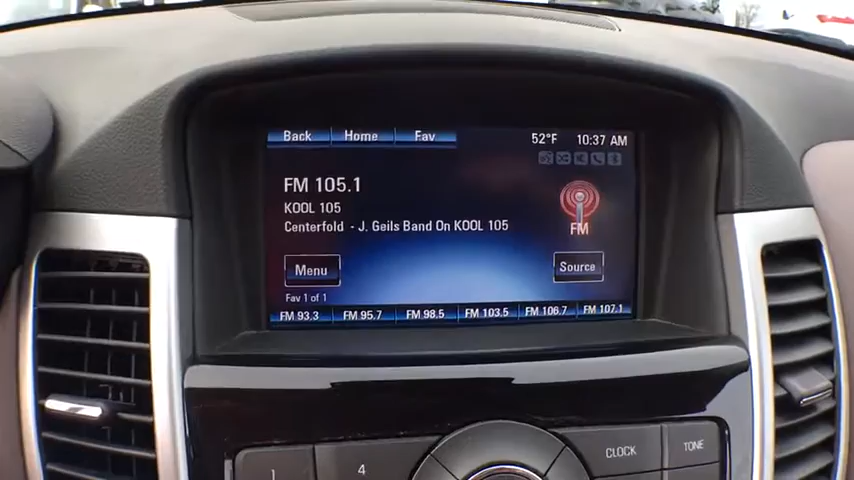 Back Home Fav 52°F 10:37 AM
FM 105.1
KOOL 105
Centerfold - J. Geils Band On KOOL 105
FM
Menu Source
Fav 1 of 1
FM 93.3 FM 95.7 FM 98.5 FM 103.5 FM 106.7 FM 107.1
CLOCK TONE
1 4